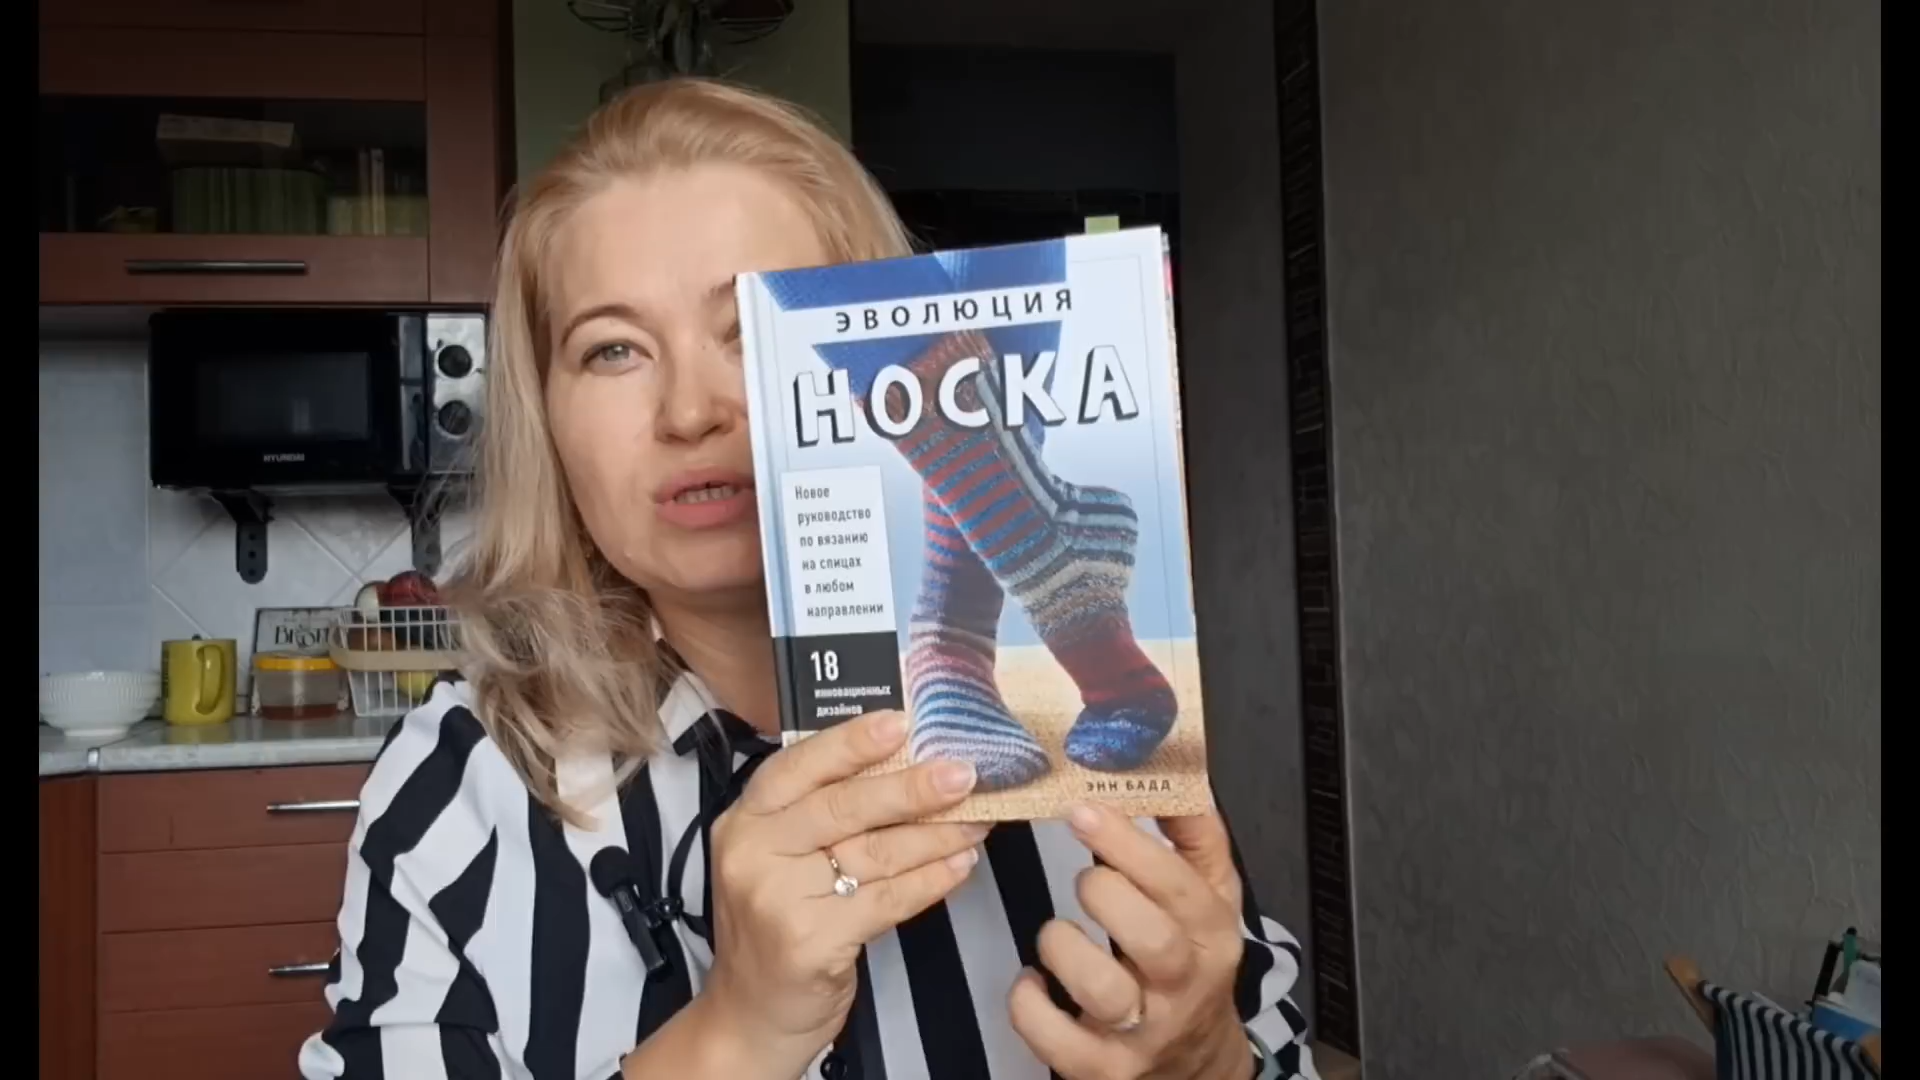 ЭВОЛЮЦИЯ
НОСКА
Новое
руководство
по вязанию
на спицах
в любом
направлении
18
инновационных
дизайнов
ЭНН БАДД
HYUNDAI